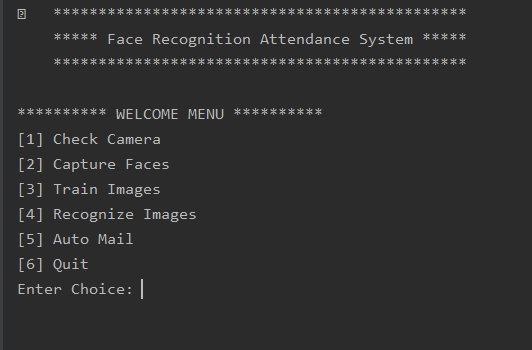 **********************************************
***** Face Recognition Attendance System *****
**********************************************
********** WELCOME MENU **********
[1] Check Camera
[2] Capture Faces
[3] Train Images
[4] Recognize Images
[5] Auto Mail
[6] Quit
Enter Choice: